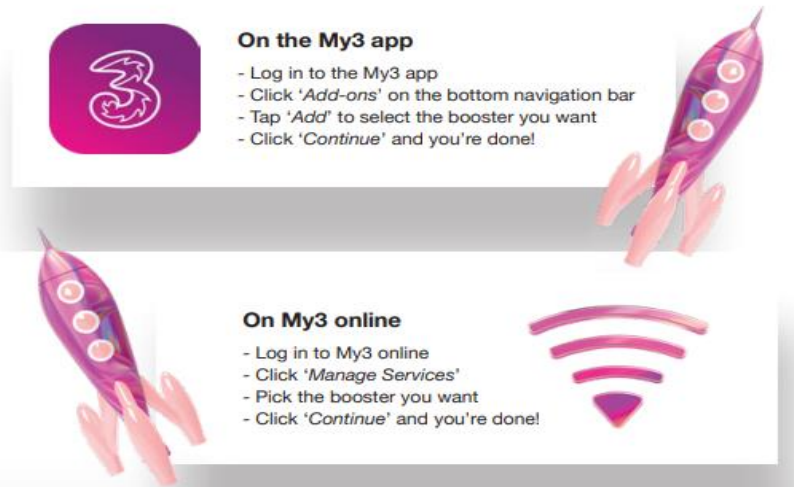 3
On the My3 app
- Log in to the My3 app
- Click ‘Add-ons’ on the bottom navigation bar
- Tap ‘Add’ to select the booster you want
- Click ‘Continue’ and you’re done!
On My3 online
- Log in to My3 online
- Click ‘Manage Services’
- Pick the booster you want
- Click ‘Continue’ and you’re done!